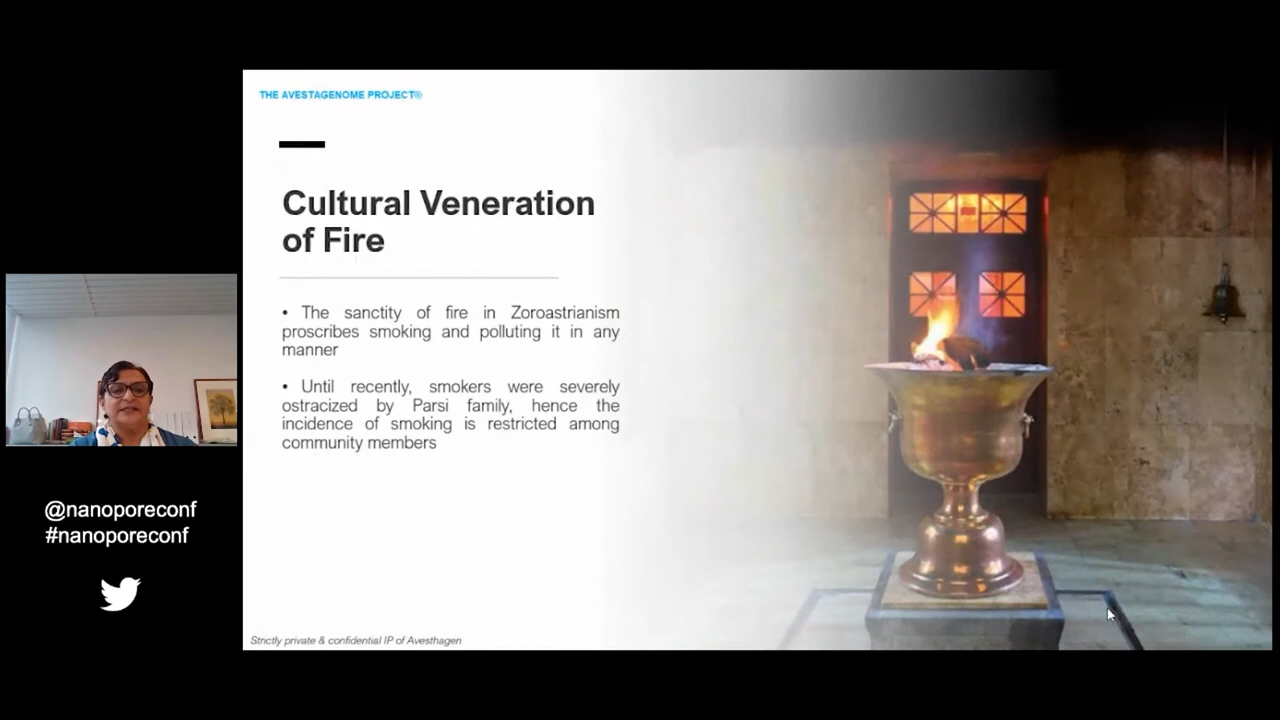 THE AVESTAGENOME PROJECT®
Cultural Veneration
of Fire
• The sanctity of fire in Zoroastrianism
proscribes smoking and polluting it in any
manner
• Until recently, smokers were severely
ostracized by Parsi family, hence the
incidence of smoking is restricted among
community members
@nanoporeconf
#nanoporeconf
Strictly private & confidential IP of Avesthagen